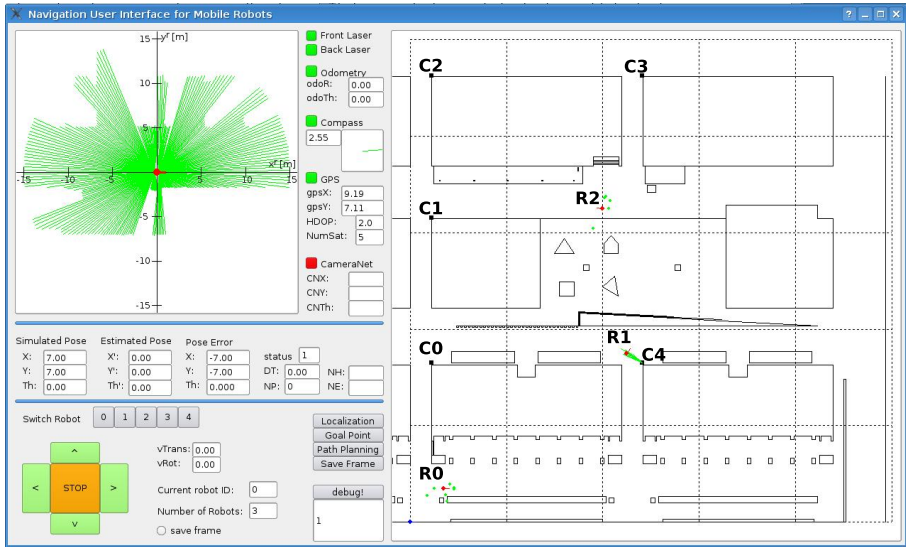 Navigation User Interface for Mobile Robots
15 yʳ[m]
10
5
xʳ[m]
-15 -10 -5 5 10 15
-5
-10
-15
Front Laser
Back Laser
Odometry
odoR: 0.00
odoTh: 0.00
Compass
2.55
GPS
gpsX: 9.19
gpsY: 7.11
HDOP: 2.0
NumSat: 5
CameraNet
CNX:
CNY:
CNTh:
Simulated Pose Estimated Pose Pose Error
X: 7.00 X': 0.00 X: -7.00 status 1
Y: 7.00 Y': 0.00 Y: -7.00 DT: 0.00 NH:
Th: 0.00 Th': 0.00 Th: 0.000 NP: 0 NE:
Switch Robot 0 1 2 3 4
^
< STOP >
v
vTrans: 0.00
vRot: 0.00
Current robot ID: 0
Number of Robots: 3
save frame
Localization
Goal Point
Path Planning
Save Frame
debug!
1
C2 C3
R2
C1
R1
C0 C4
R0